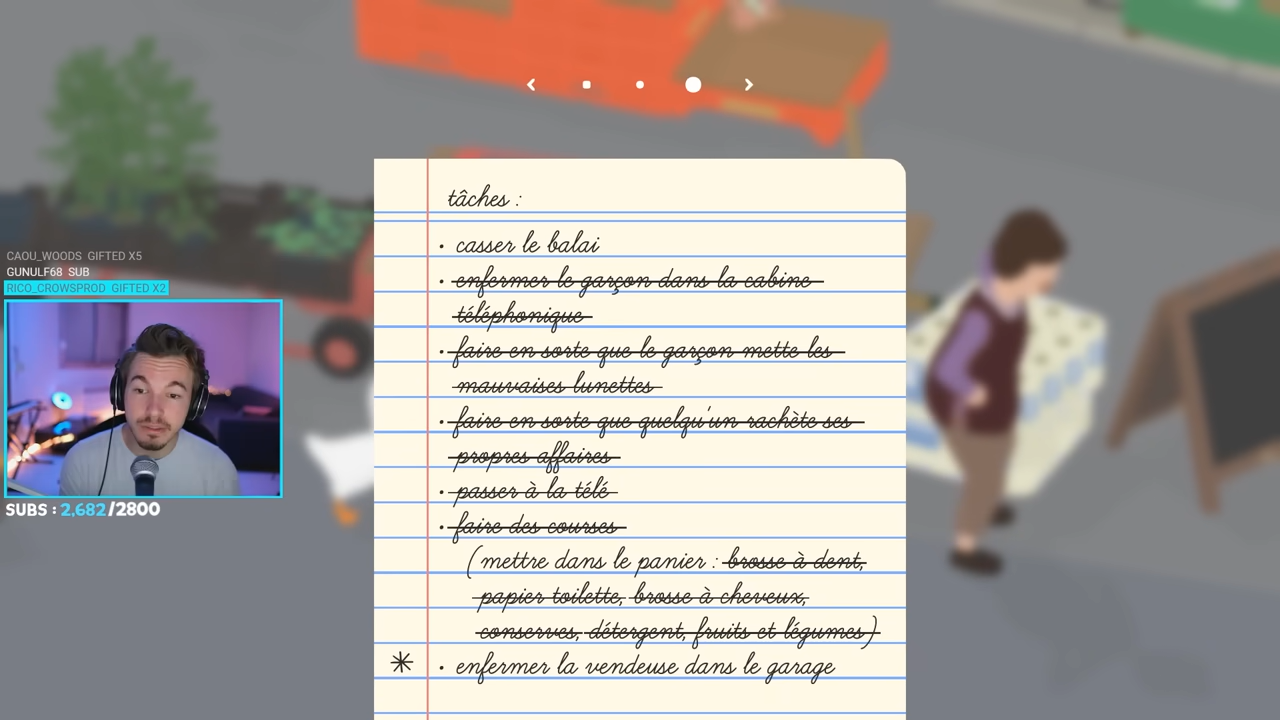 tâches :
• casser le balai
• enfermer le garçon dans la cabine
téléphonique
• faire en sorte que le garçon mette les
mauvaises lunettes
• faire en sorte que quelqu'un rachète ses
propres affaires
• passer à la télé
• faire des courses
(mettre dans le panier : brosse à dent,
papier toilette, brosse à cheveux,
conserves, détergent, fruits et légumes)
* • enfermer la vendeuse dans le garage
CAOU_WOODS GIFTED X5
GUNULF68 SUB
RICO_CROWSPROD GIFTED X2
SUBS : 2,682/2800